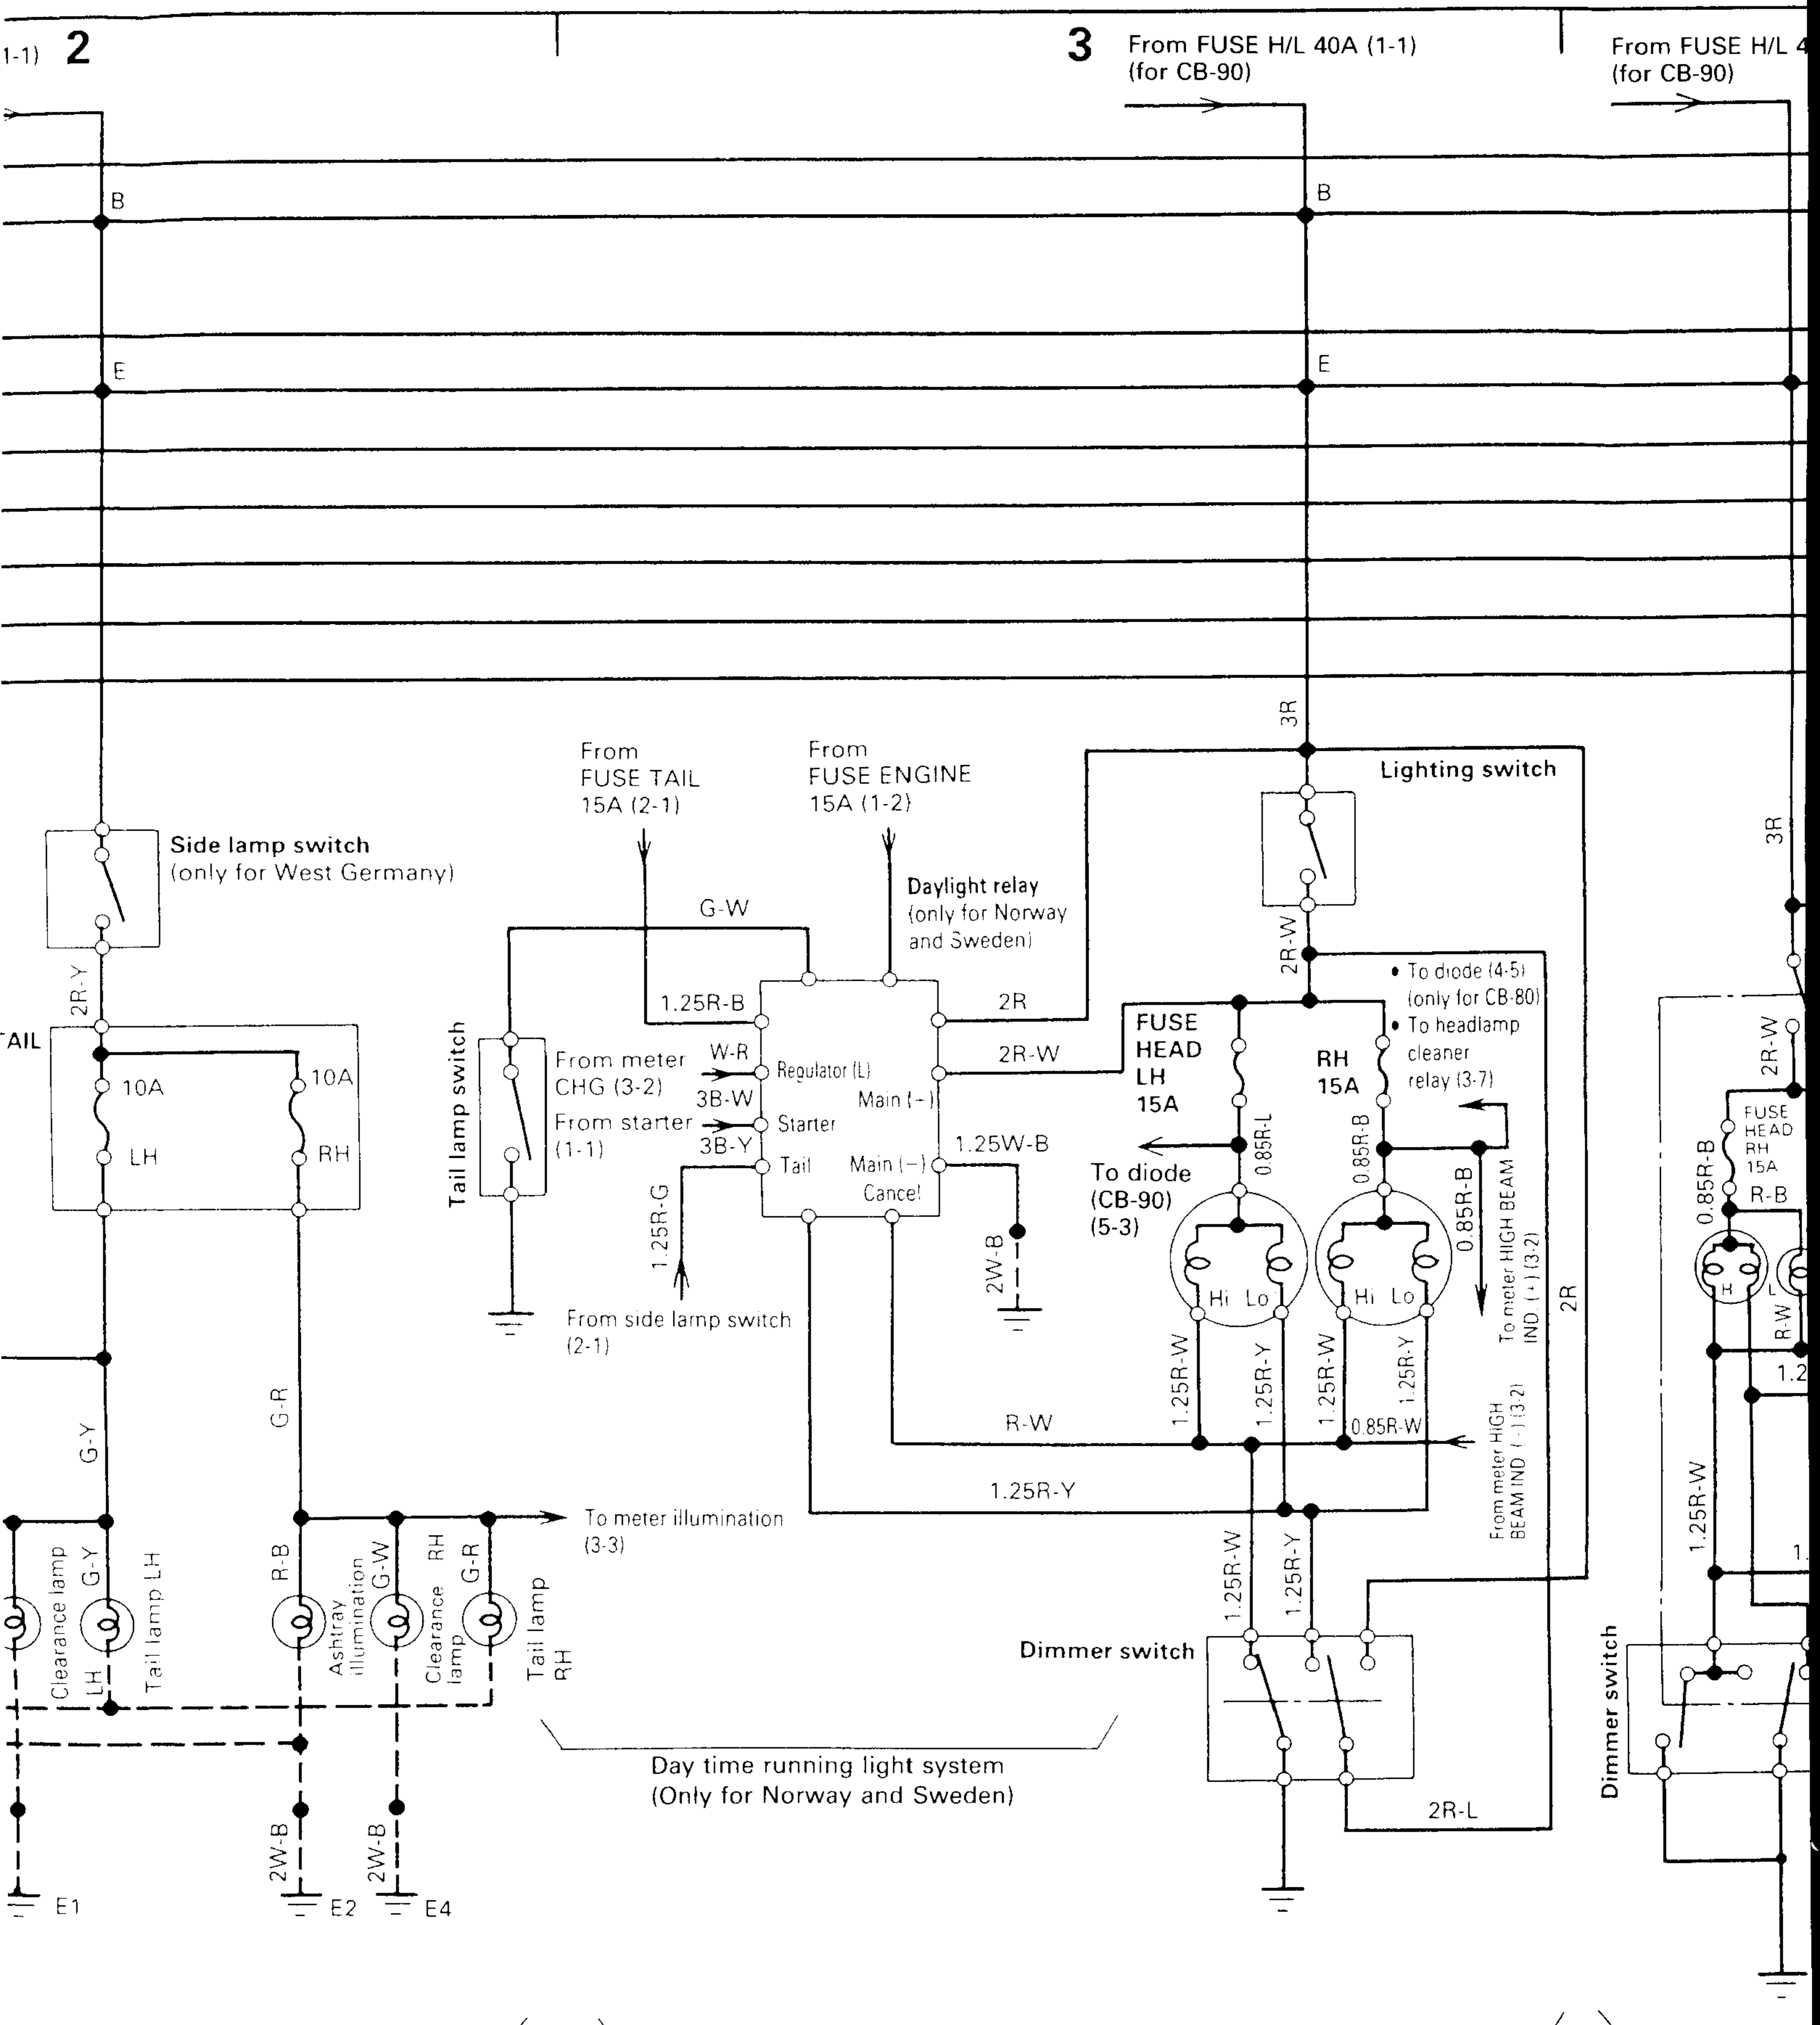 1-1)
2
3
From FUSE H/L 40A (1-1)
(for CB-90)
From FUSE H/L 4
(for CB-90)
B
B
E
E
3R
From
FUSE TAIL
15A (2-1)
From
FUSE ENGINE
15A (1-2)
Lighting switch
3R
Side lamp switch
(only for West Germany)
G-W
Daylight relay
(only for Norway
and Sweden)
2R-W
2R-Y
TAIL
10A
10A
LH
RH
Tail lamp switch
1.25R-B
From meter
CHG (3-2)
W-R
3B-W
From starter
(1-1)
3B-Y
Regulator (L)
Main (-)
Starter
Tail
Main (-)
Cancel
2R
2R-W
1.25W-B
2W-B
1.25R-G
From side lamp switch
(2-1)
FUSE
HEAD
LH
15A
RH
15A
• To diode (4-5)
(only for CB-80)
• To headlamp
cleaner
relay (3-7)
0.85R-L
0.85R-B
0.85R-B
To diode
(CB-90)
(5-3)
To meter HIGH BEAM
IND. (+) (3-2)
2R
Hi Lo
Hi Lo
2R-W
FUSE
HEAD
RH
15A
0.85R-B
R-B
H
L
R-W
1.2
G-Y
G-R
1.25R-W
1.25R-Y
1.25R-W
1.25R-Y
R-W
0.85R-W
From meter HIGH
BEAM IND (-) (3-2)
1.25R-Y
1.25R-W
1.
To meter illumination
(3-3)
Clearance lamp
LH
G-Y
Tail lamp LH
R-B
Ashtray
illumination
G-W
Clearance RH
lamp
G-R
Tail lamp
RH
1.25R-W
1.25R-Y
Dimmer switch
Dimmer switch
Day time running light system
(Only for Norway and Sweden)
2R-L
2W-B
2W-B
E1
E2
E4